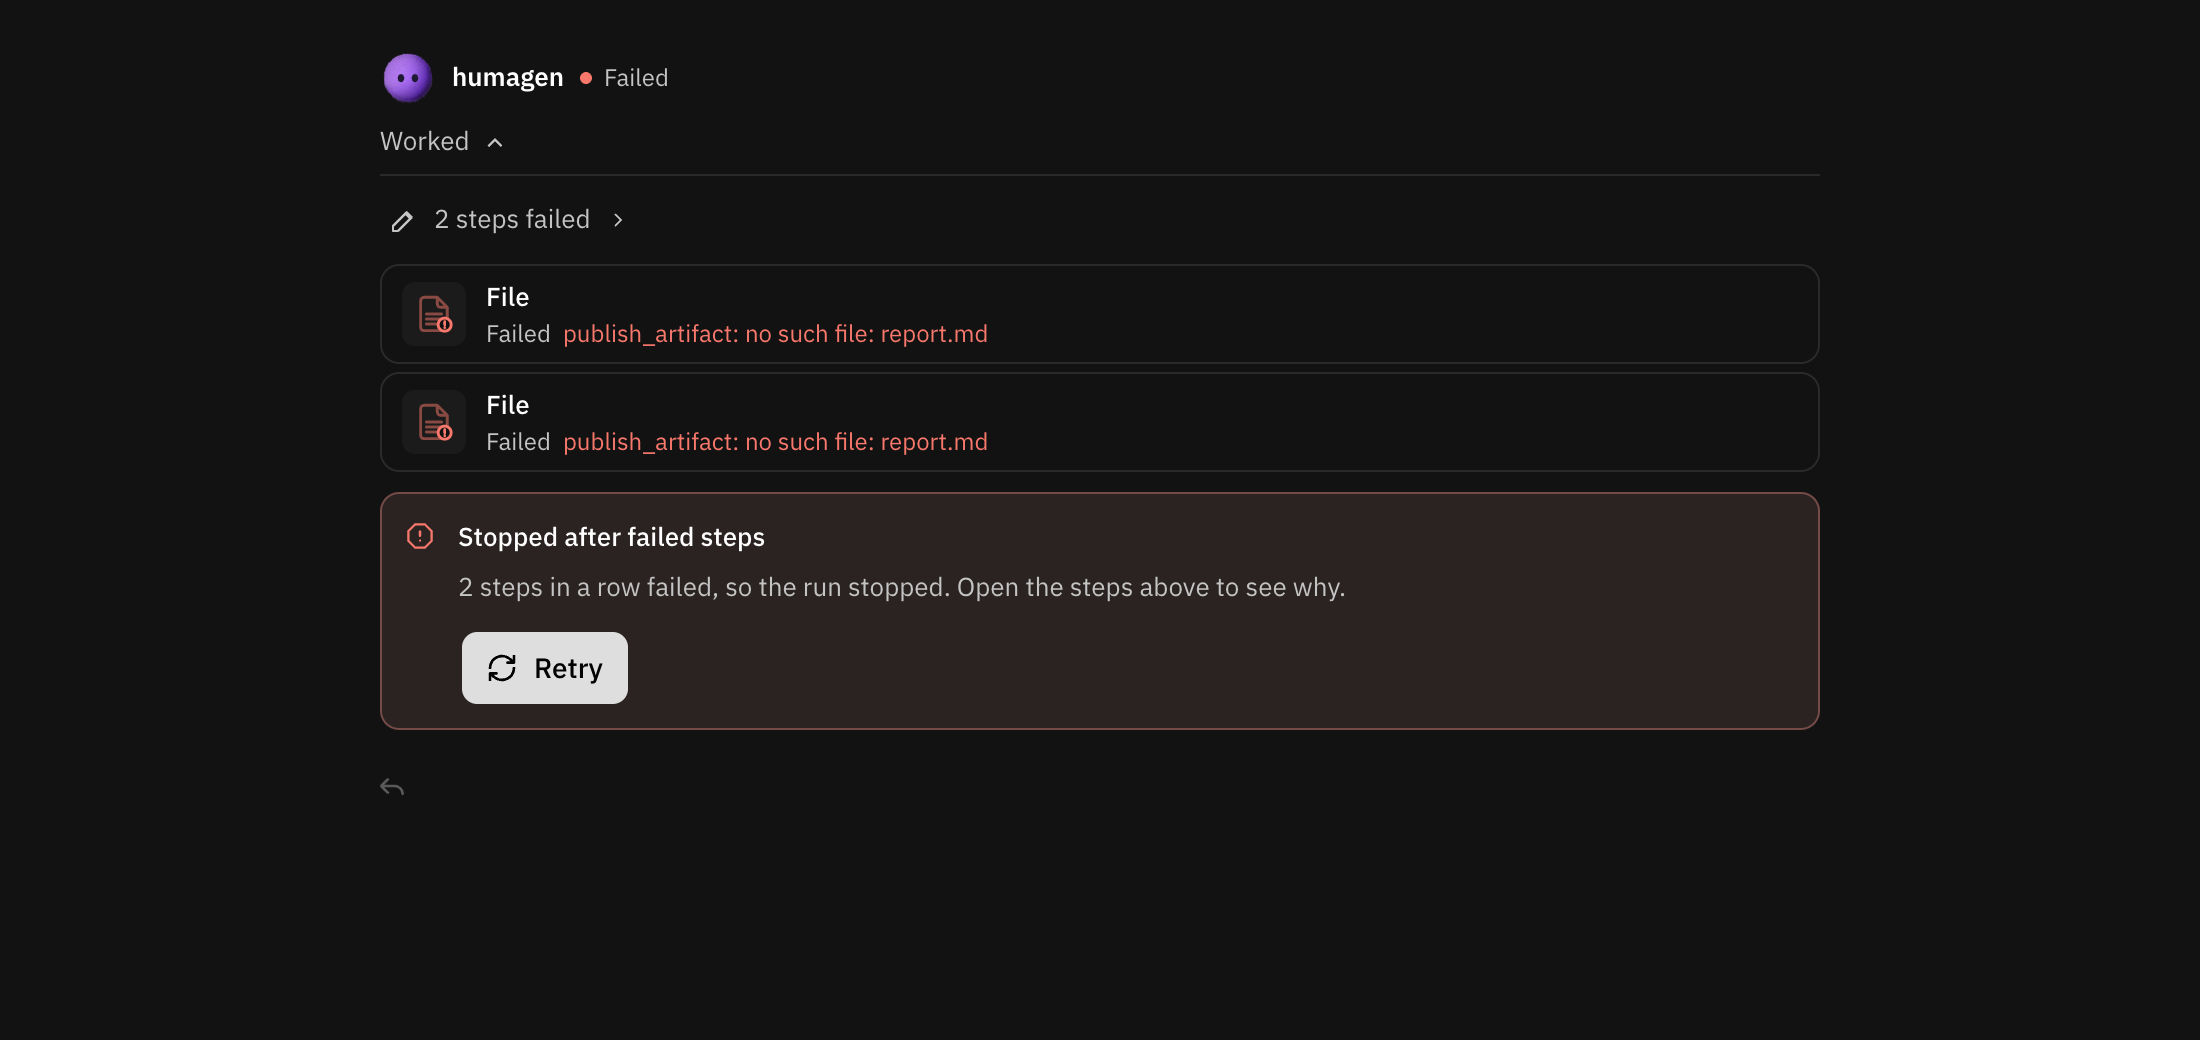 humagen Failed
Worked
2 steps failed
File
Failed publish_artifact: no such file: report.md
File
Failed publish_artifact: no such file: report.md
Stopped after failed steps
2 steps in a row failed, so the run stopped. Open the steps above to see why.
Retry